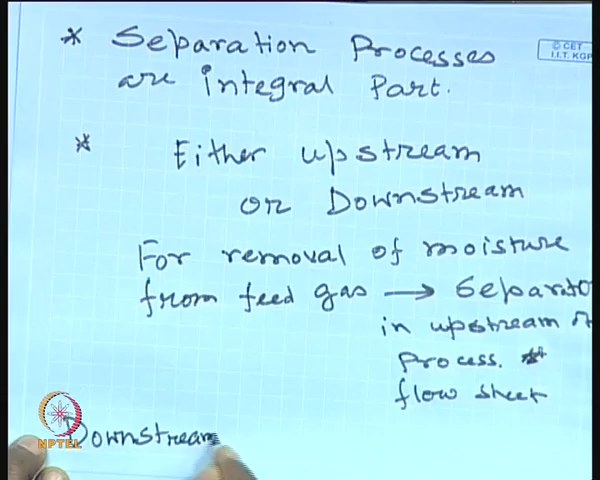 * Separation Processes
are integral Part.
© CET
I.I.T. KGP
* Either upstream
or Downstream
For removal of moisture
from feed gas → Separato
in upstream of
process.
flow sheet
Downstream
NPTEL